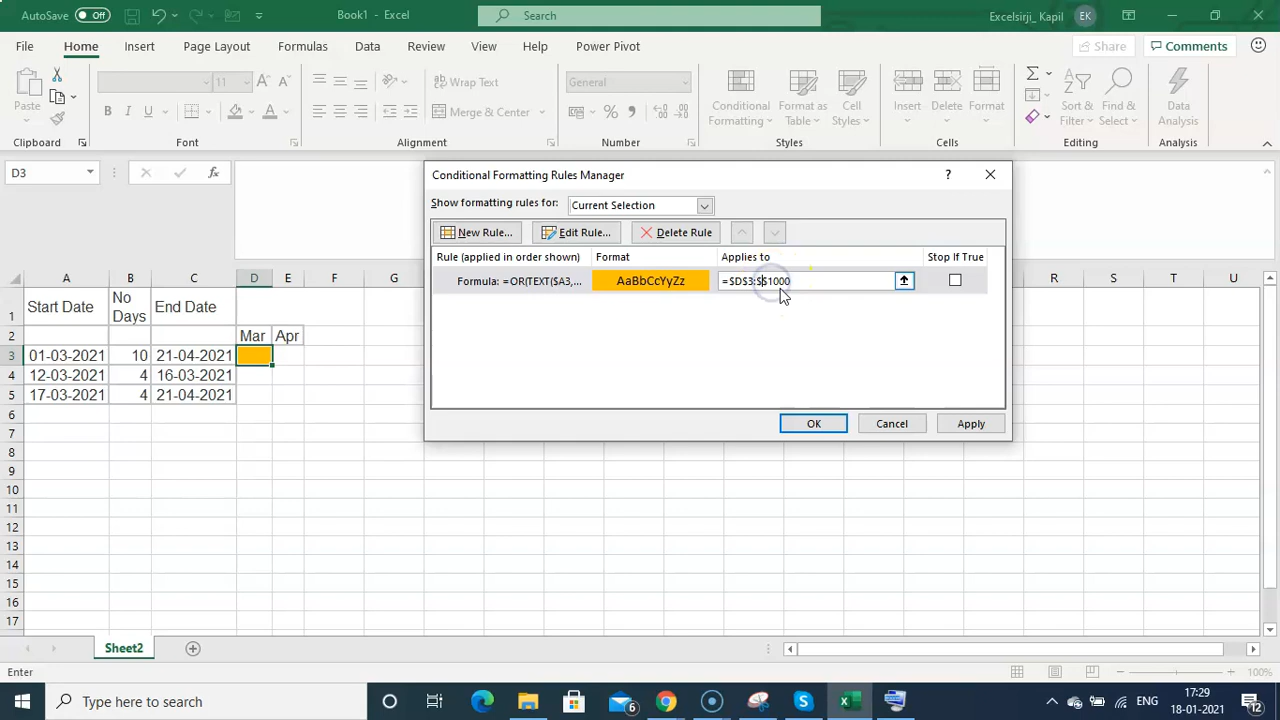 AutoSave Off Book1 - Excel Search Excelsirji_ Kapil EK
File Home Insert Page Layout Formulas Data Review View Help Power Pivot Share Comments
Paste 11 Wrap Text General Conditional Format as Cell Insert Delete Format Sort & Find & Data
B I U Merge & Center Formatting Table Styles Filter Select Analysis
Clipboard Font Alignment Number Styles Cells Editing Analysis
D3 fx
Conditional Formatting Rules Manager ?
Show formatting rules for: Current Selection
New Rule... Edit Rule... Delete Rule
Rule (applied in order shown) Format Applies to Stop If True
Formula: =OR(TEXT($A3,... AaBbCcYyZz =$D$3:$$1000
OK Cancel Apply
A B C D E F G H I J K L M N O P Q R S T U
1 Start Date No Days End Date
2 Mar Apr
3 01-03-2021 10 21-04-2021
4 12-03-2021 4 16-03-2021
5 17-03-2021 4 21-04-2021
6
7
8
9
10
11
12
13
14
15
16
17
Sheet2
Enter 100%
Type here to search 6 ENG 17:29 18-01-2021 12